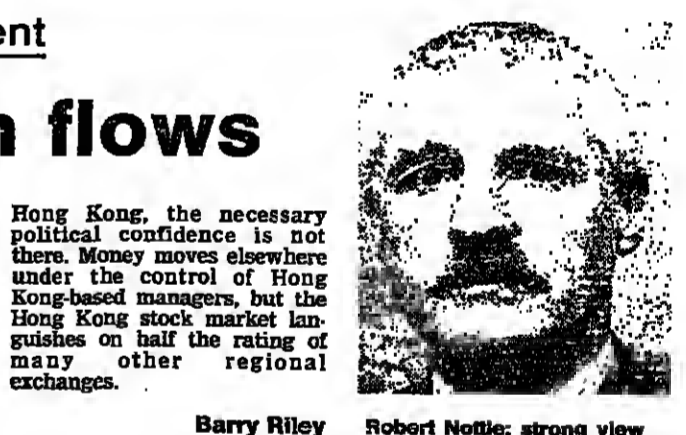 ent
n flows
Hong Kong, the necessary
political confidence is not
there. Money moves elsewhere
under the control of Hong
Kong-based managers, but the
Hong Kong stock market lan-
guishes on half the rating of
many other regional
exchanges.
Barry Riley
Robert Nottle: strong view